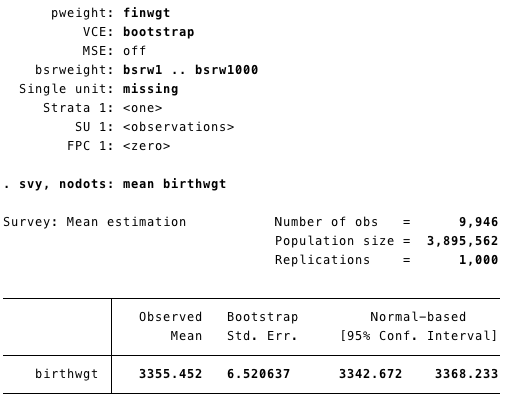 pweight: finwgt
VCE: bootstrap
MSE: off
bsrweight: bsrw1 .. bsrw1000
Single unit: missing
Strata 1: <one>
SU 1: <observations>
FPC 1: <zero>
. svy, nodots: mean birthwgt
Survey: Mean estimation Number of obs = 9,946
Population size = 3,895,562
Replications = 1,000
Observed Bootstrap Normal-based
Mean Std. Err. [95% Conf. Interval]
birthwgt 3355.452 6.520637 3342.672 3368.233